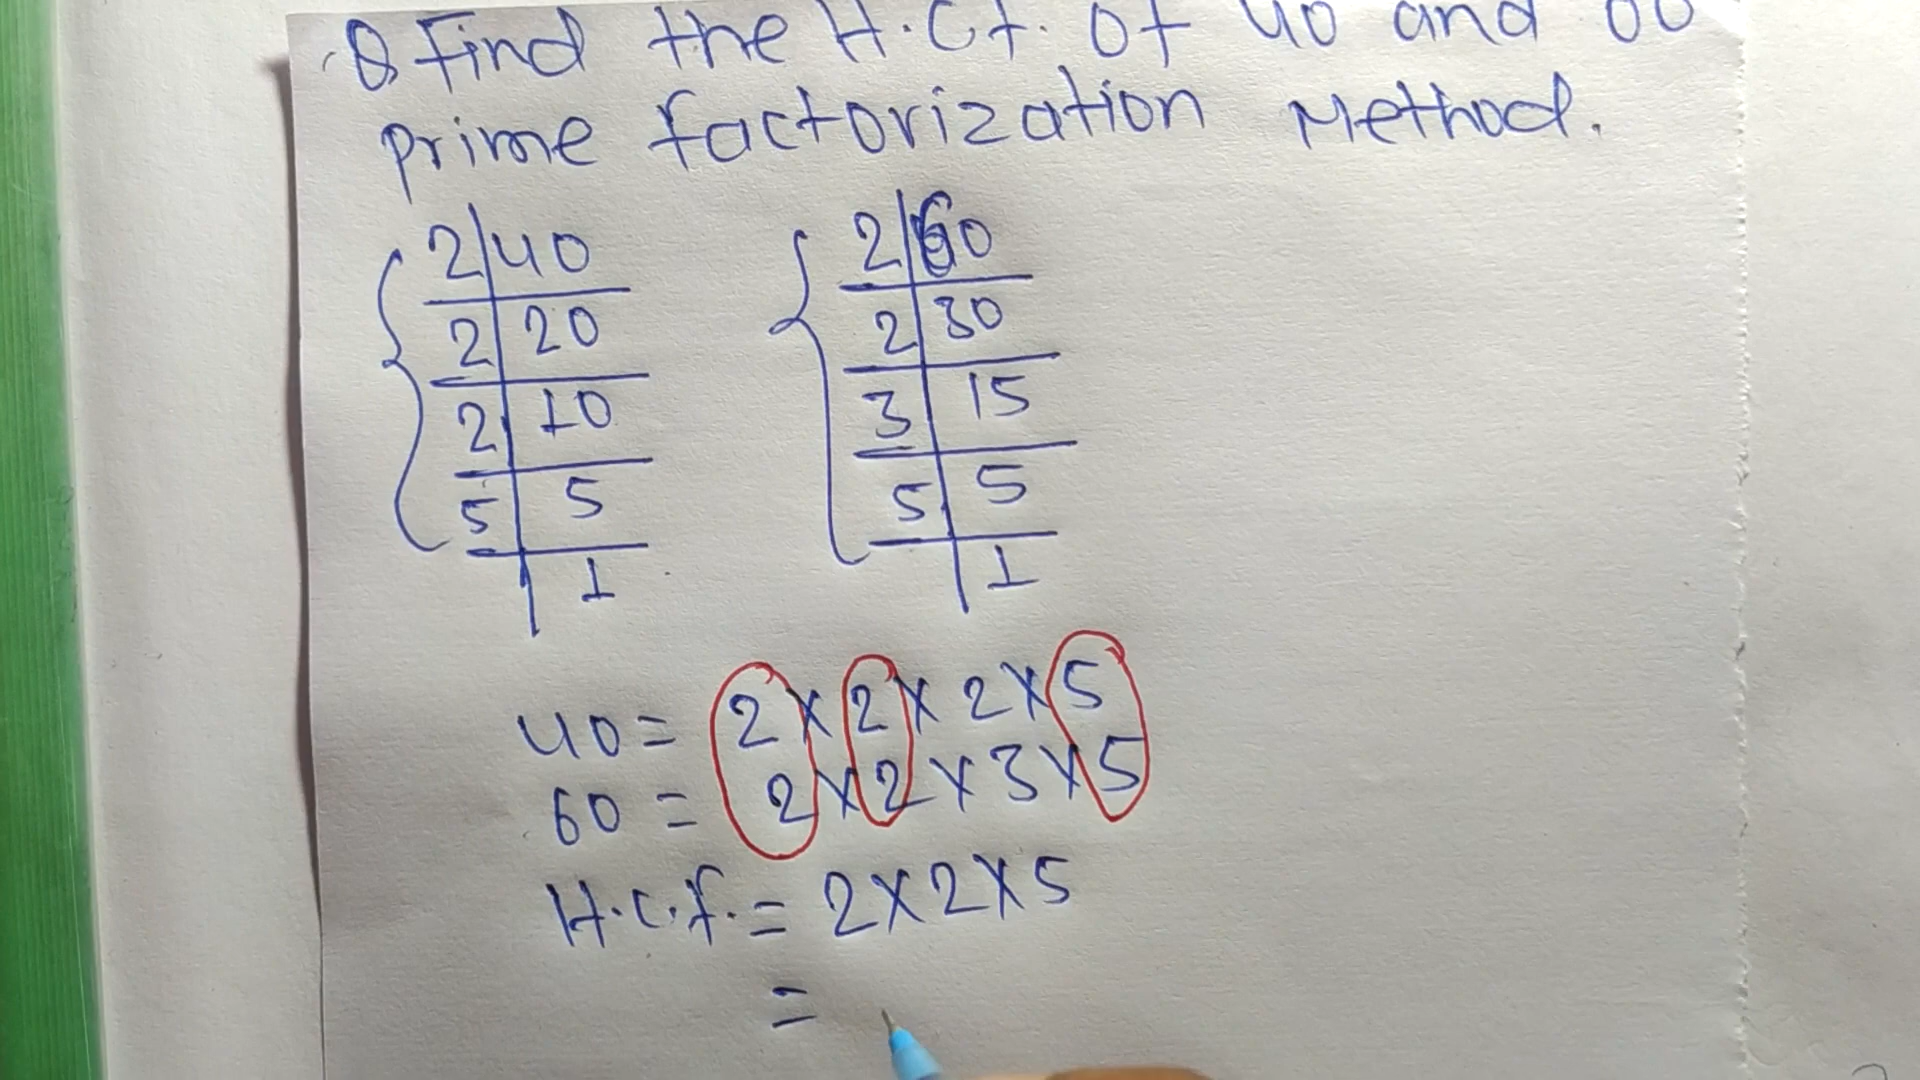 Q Find the H.C.f. of 40 and 60
prime factorization Method.
2 40
2 20
2 10
5 5
1
2 60
2 30
3 15
5 5
1
40 = 2 × 2 × 2 × 5
60 = 2 × 2 × 3 × 5
H.C.f. = 2 × 2 × 5
=